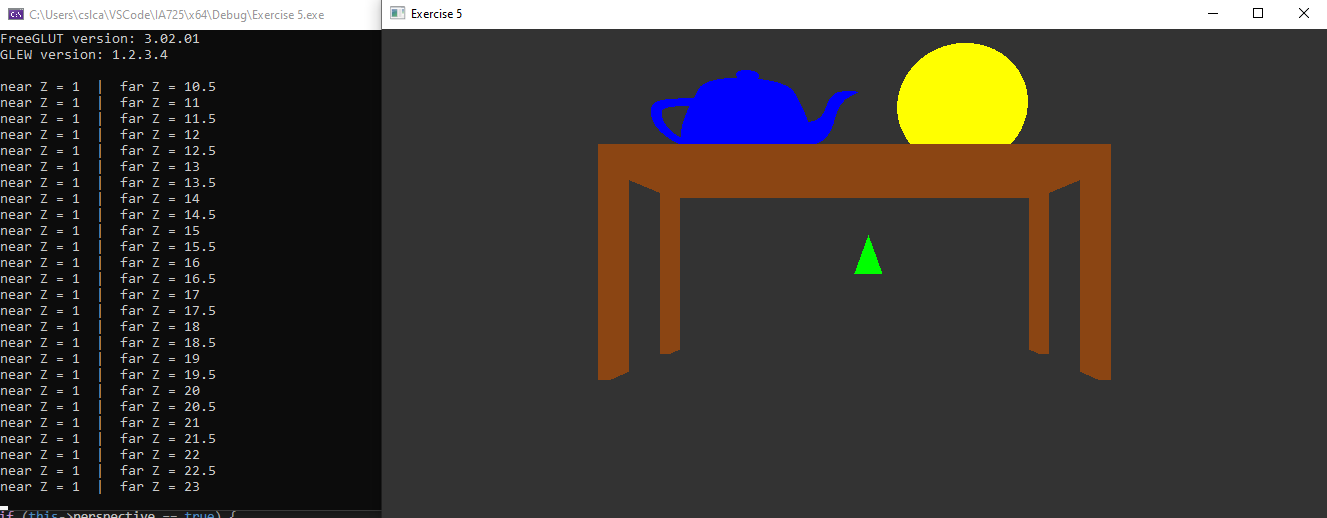 C:\Users\cslca\VSCode\IA725\x64\Debug\Exercise 5.exe
FreeGLUT version: 3.02.01
GLEW version: 1.2.3.4
near Z = 1 | far Z = 10.5
near Z = 1 | far Z = 11
near Z = 1 | far Z = 11.5
near Z = 1 | far Z = 12
near Z = 1 | far Z = 12.5
near Z = 1 | far Z = 13
near Z = 1 | far Z = 13.5
near Z = 1 | far Z = 14
near Z = 1 | far Z = 14.5
near Z = 1 | far Z = 15
near Z = 1 | far Z = 15.5
near Z = 1 | far Z = 16
near Z = 1 | far Z = 16.5
near Z = 1 | far Z = 17
near Z = 1 | far Z = 17.5
near Z = 1 | far Z = 18
near Z = 1 | far Z = 18.5
near Z = 1 | far Z = 19
near Z = 1 | far Z = 19.5
near Z = 1 | far Z = 20
near Z = 1 | far Z = 20.5
near Z = 1 | far Z = 21
near Z = 1 | far Z = 21.5
near Z = 1 | far Z = 22
near Z = 1 | far Z = 22.5
near Z = 1 | far Z = 23
if (this->perspective == true) {
Exercise 5